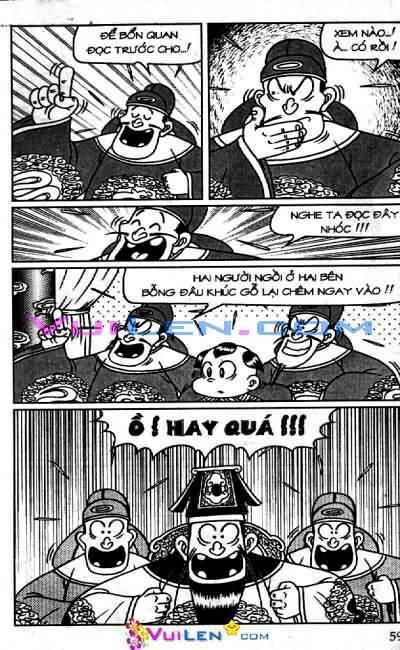 ĐỂ BỔN QUAN
ĐỌC TRƯỚC CHO...!
XEM NÀO...!
À... CÓ RỒI !
NGHE TA ĐỌC ĐÂY
NHÓC !!!
HAI NGƯỜI NGỒI Ở HAI BÊN
BỖNG ĐÂU KHÚC GỖ LẠI CHÊM NGAY VÀO !!
VUILEN.COM
Ồ ! HAY QUÁ !!!
59
VUILEN.COM